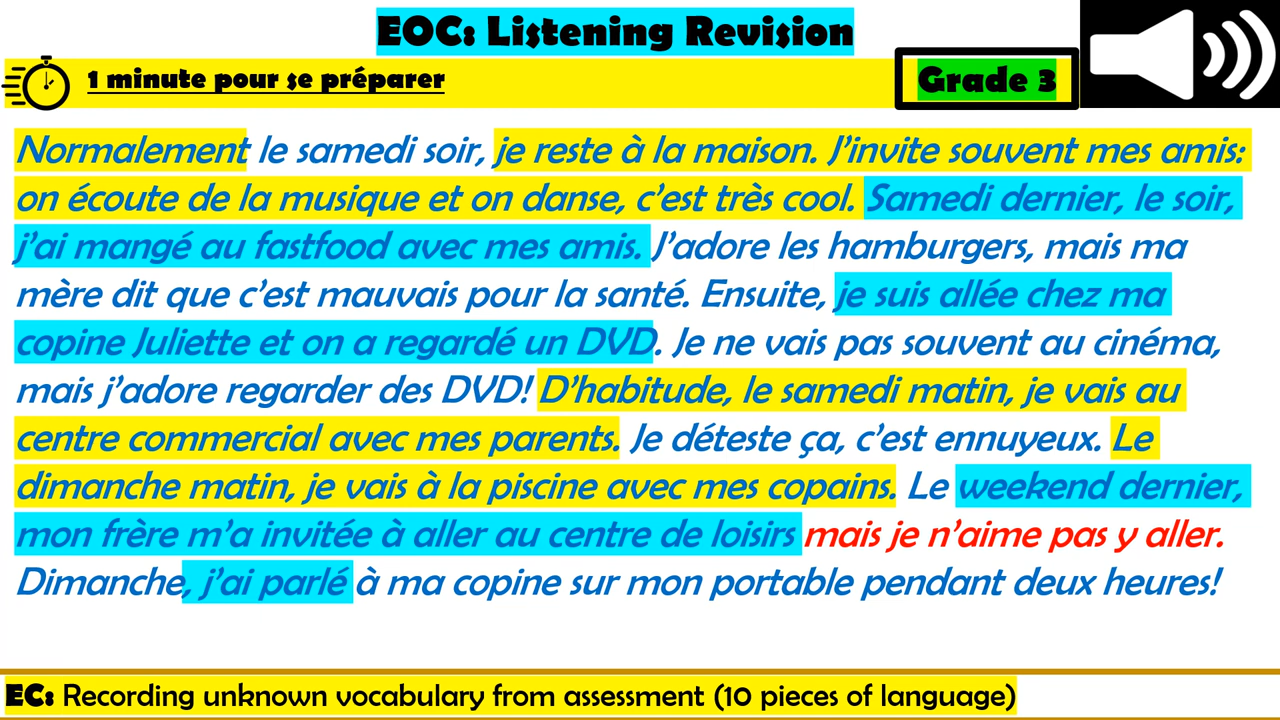 EOC: Listening Revision
1 minute pour se préparer
Grade 3
Normalement le samedi soir, je reste à la maison. J’invite souvent mes amis:
on écoute de la musique et on danse, c’est très cool. Samedi dernier, le soir,
j’ai mangé au fastfood avec mes amis. J’adore les hamburgers, mais ma
mère dit que c’est mauvais pour la santé. Ensuite, je suis allée chez ma
copine Juliette et on a regardé un DVD. Je ne vais pas souvent au cinéma,
mais j’adore regarder des DVD! D’habitude, le samedi matin, je vais au
centre commercial avec mes parents. Je déteste ça, c’est ennuyeux. Le
dimanche matin, je vais à la piscine avec mes copains. Le weekend dernier,
mon frère m’a invitée à aller au centre de loisirs mais je n’aime pas y aller.
Dimanche, j’ai parlé à ma copine sur mon portable pendant deux heures!
EC: Recording unknown vocabulary from assessment (10 pieces of language)